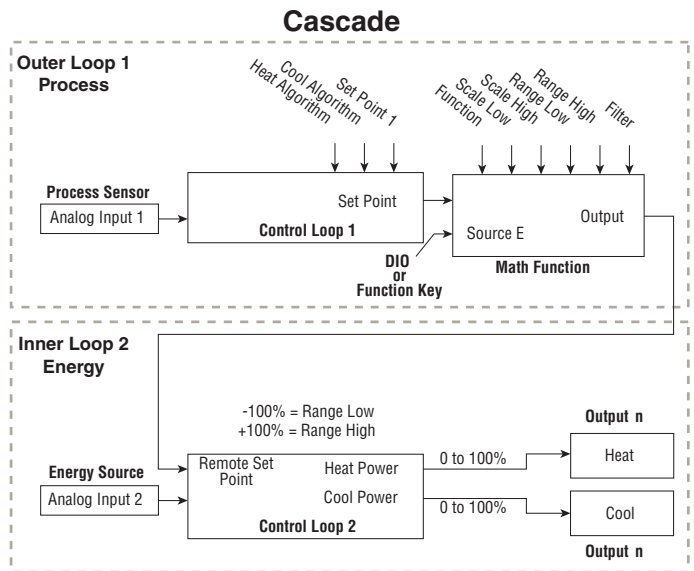 Cascade
Outer Loop 1
Process
Heat Algorithm
Cool Algorithm
Set Point 1
Function
Scale Low
Scale High
Range Low
Range High
Filter
Process Sensor
Analog Input 1
Set Point
Control Loop 1
Source E
Output
DIO
or
Function Key
Math Function
Inner Loop 2
Energy
-100% = Range Low
+100% = Range High
Energy Source
Analog Input 2
Remote Set
Point
Heat Power
Cool Power
Control Loop 2
0 to 100%
0 to 100%
Output n
Heat
Cool
Output n